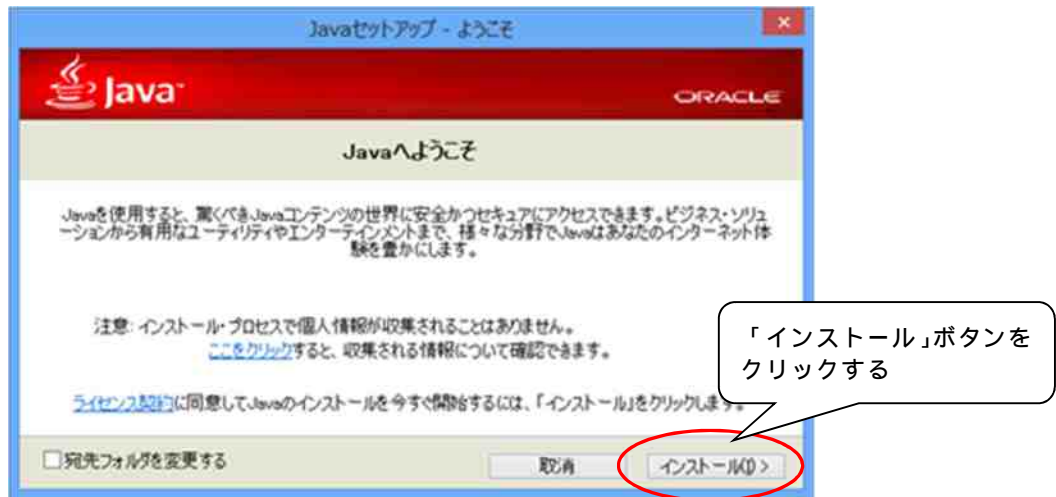 Javaセットアップ - ようこそ
Java™
ORACLE
Javaへようこそ
Javaを使用すると、驚くべきJavaコンテンツの世界に安全かつセキュアにアクセスできます。ビジネス・ソリュ
ーションから有用なユーティリティやエンターテインメントまで、様々な分野でJavaはあなたのインターネット体
験を豊かにします。
注意: インストール・プロセスで個人情報が収集されることはありません。
ここをクリックすると、収集される情報について確認できます。
「インストール」ボタンを
クリックする
ライセンス契約に同意してJavaのインストールを今すぐ開始するには、「インストール」をクリックします。
宛先フォルダを変更する
取消
インストール(I) >